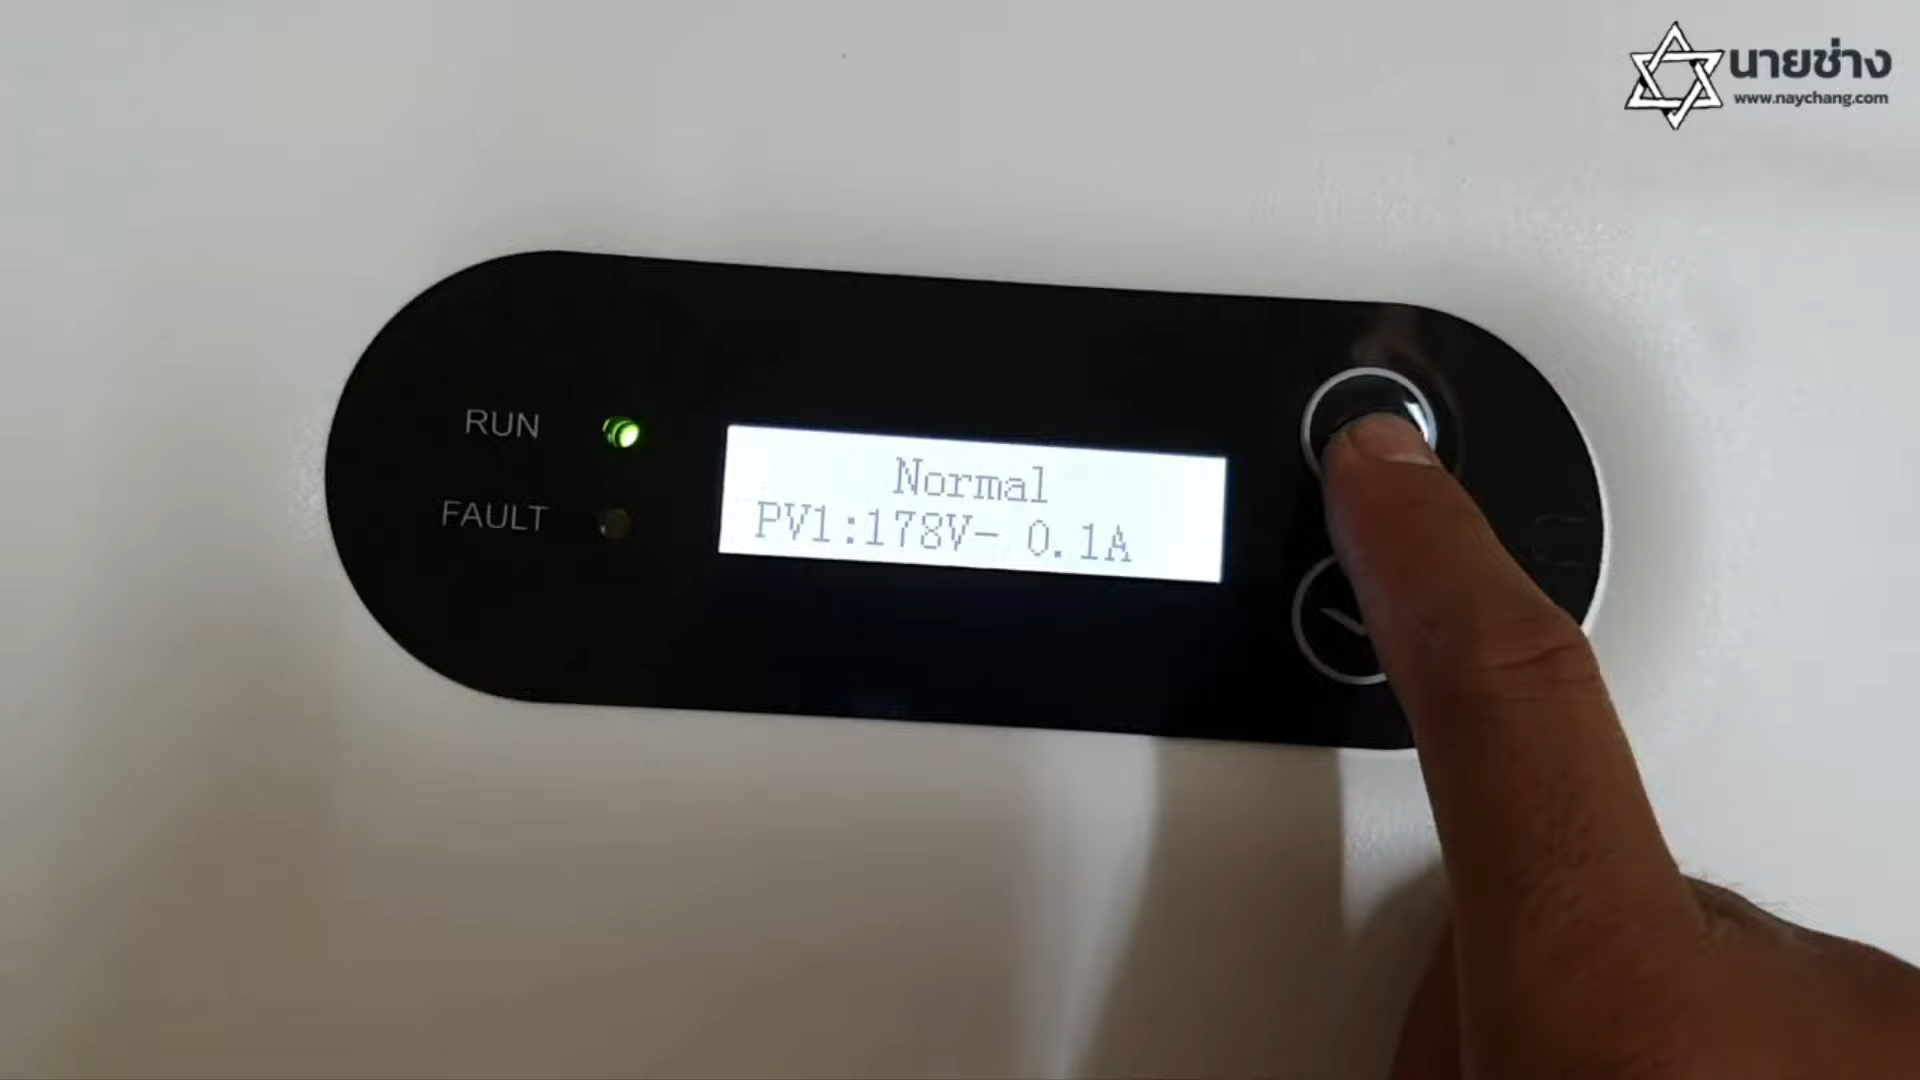 นายช่าง
www.naychang.com
RUN
FAULT
Normal
PV1:178V- 0.1A